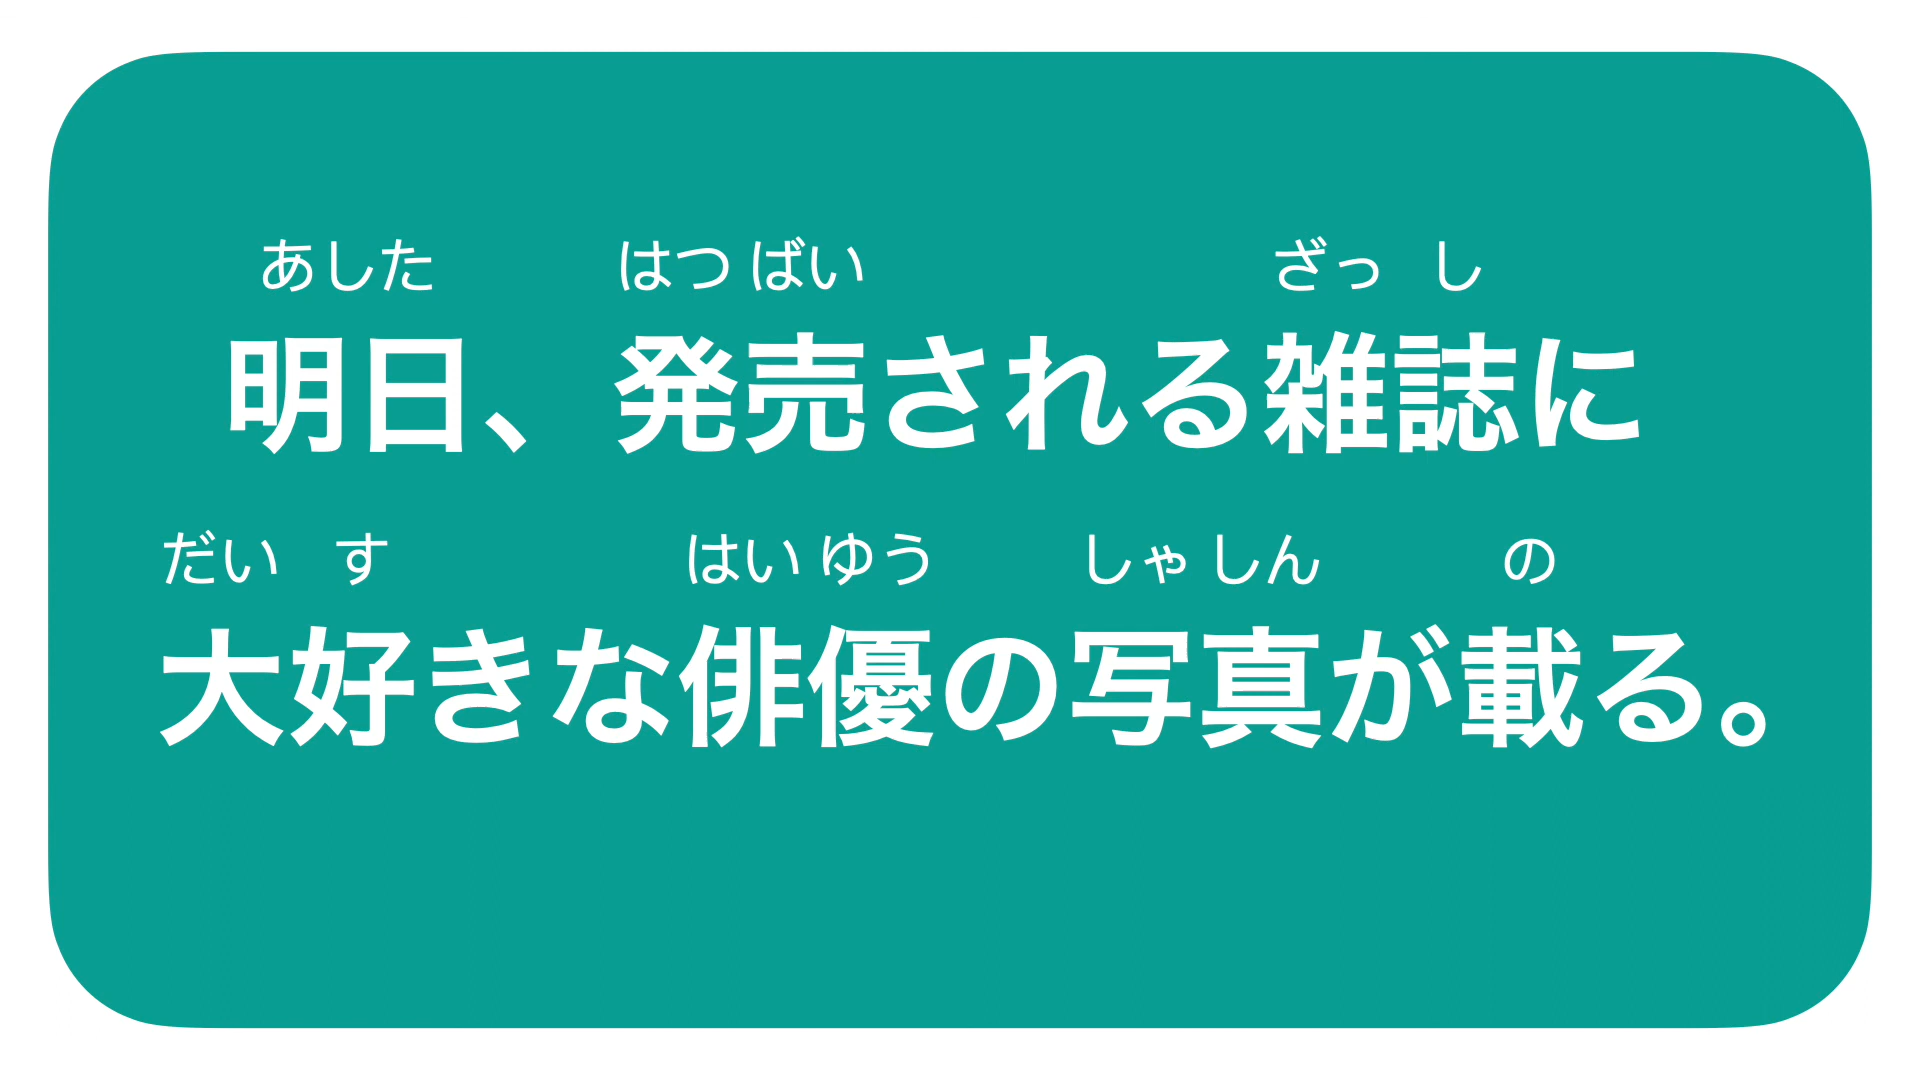 あした はつ ばい ざっ し
明日、発売される雑誌に
だい す はい ゆう しゃ しん の
大好きな俳優の写真が載る。